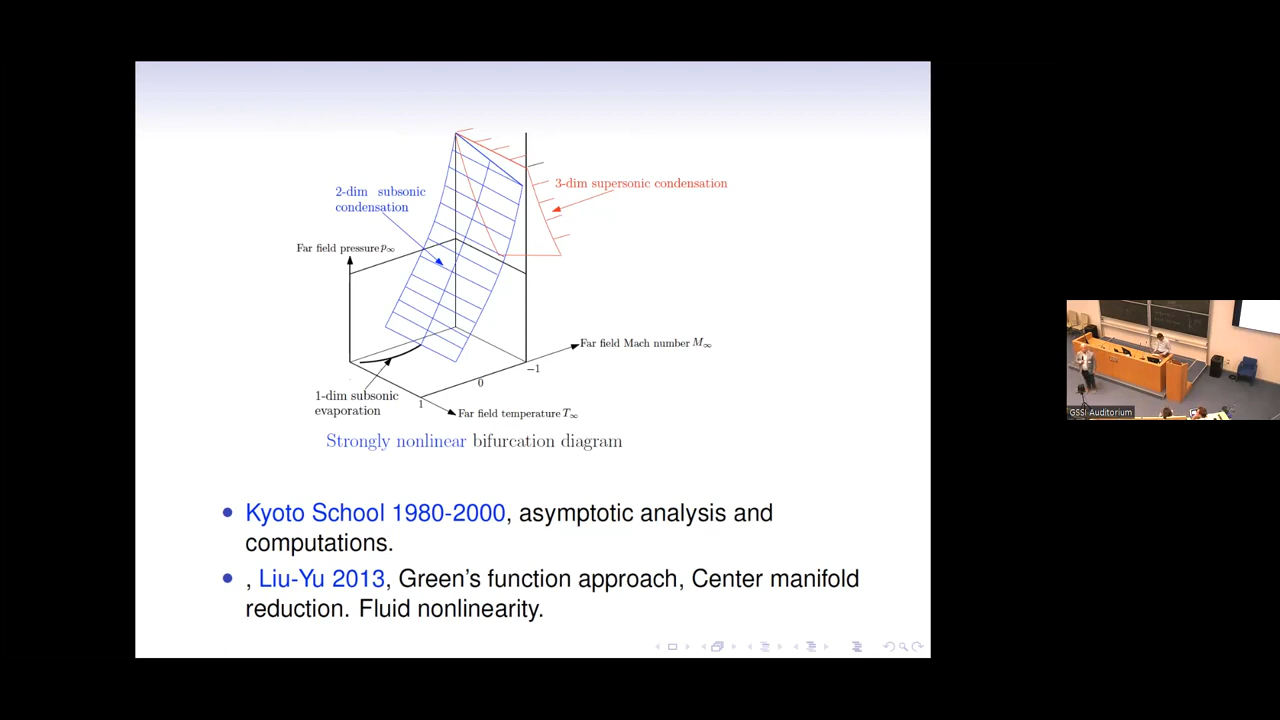 2-dim subsonic
condensation
3-dim supersonic condensation
Far field pressure p∞
Far field Mach number M∞
−1
0
1-dim subsonic
evaporation
1
Far field temperature T∞
Strongly nonlinear bifurcation diagram
• Kyoto School 1980-2000, asymptotic analysis and
computations.
• , Liu-Yu 2013, Green's function approach, Center manifold
reduction. Fluid nonlinearity.
GSSI Auditorium